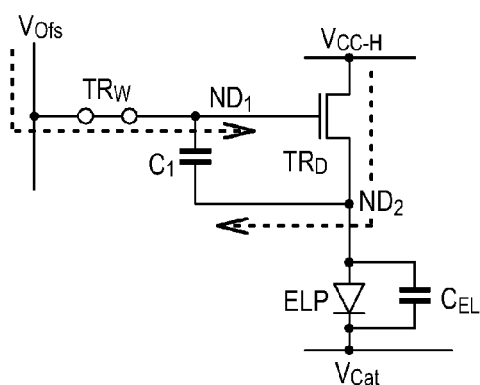 VOfs
VCC-H
TRW
ND1
C1
TRD
ND2
ELP
CEL
VCat